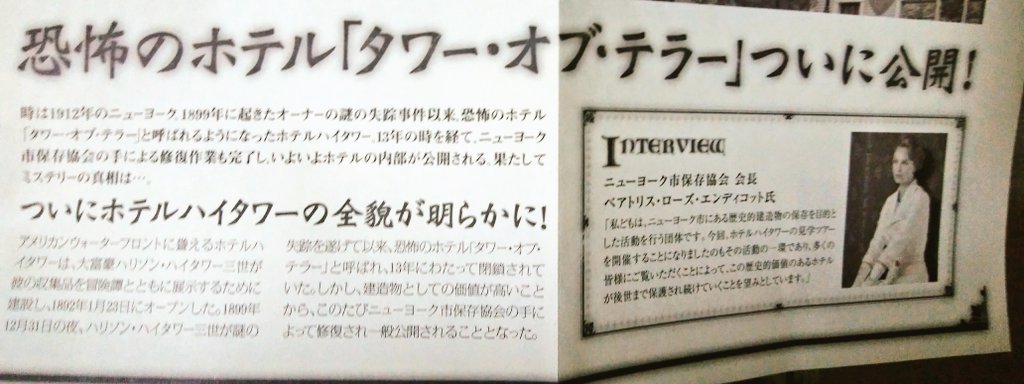 恐怖のホテル「タワー・オブ・テラー」ついに公開!
時は1912年のニューヨーク。1899年に起きたオーナーの謎の失踪事件以来、恐怖のホテル
「タワー・オブ・テラー」と呼ばれるようになったホテルハイタワー。13年の時を経て、ニューヨーク
市保存協会の手による修復作業も完了し、いよいよホテルの内部が公開される。果たして
ミステリーの真相は…。
ついにホテルハイタワーの全貌が明らかに!
アメリカンウォーターフロントに聳えるホテルハ
イタワーは、大富豪ハリソン・ハイタワー三世が
彼の収集品を冒険譚とともに展示するために
建設し、1892年1月23日にオープンした。1899年
12月31日の夜、ハリソン・ハイタワー三世が謎の
失踪を遂げて以来、恐怖のホテル「タワー・オブ・
テラー」と呼ばれ、13年にわたって閉鎖されて
いた。しかし、建造物としての価値が高いこと
から、このたびニューヨーク市保存協会の手に
よって修復され一般公開されることとなった。
INTERVIEW
ニューヨーク市保存協会 会長
ベアトリス・ローズ・エンディコット氏
「私どもは、ニューヨーク市にある歴史的建造物の保存を目的と
した活動を行う団体です。今回、ホテルハイタワーの見学ツアー
を開催することになりましたのもその活動の一環であり、多くの
皆様にご覧いただくことによって、この歴史的価値のあるホテル
が後世まで保護され続けていくことを望みとしています。」